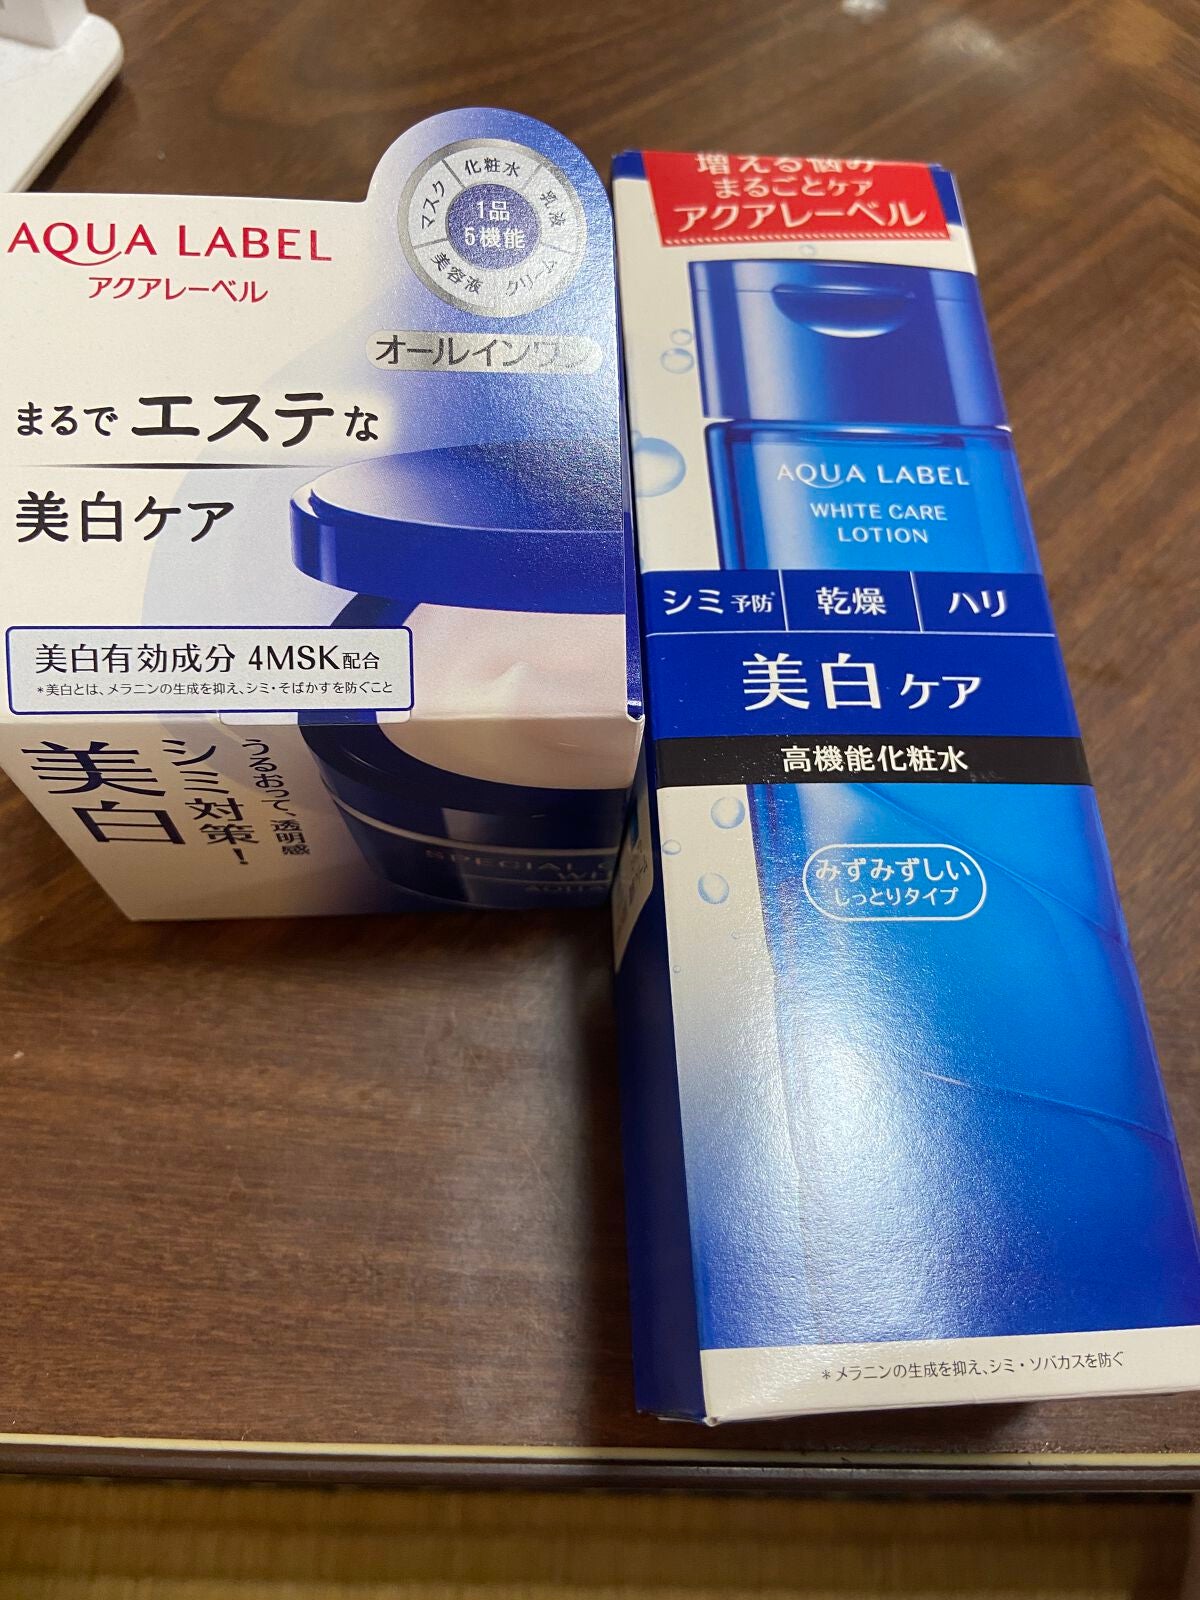 AQUA LABEL
アクアレーベル
化粧水
乳液
クリーム
美容液
マスク
1品
5機能
オールインワン
まるでエステな
美白ケア
美白有効成分 4MSK配合
*美白とは、メラニンの生成を抑え、シミ・そばかすを防ぐこと
うるおって、透明感
シミ対策!
美白
SPECIAL
増える悩み
まるごとケア
アクアレーベル
AQUA LABEL
WHITE CARE
LOTION
シミ予防* 乾燥 ハリ
美白ケア
高機能化粧水
みずみずしい
しっとりタイプ
*メラニンの生成を抑え、シミ・ソバカスを防ぐ